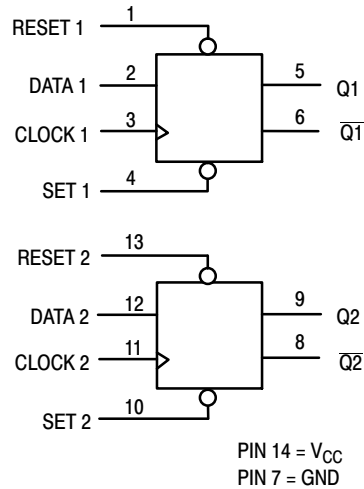 1
RESET 1
2
DATA 1
5
Q1
3
CLOCK 1
6
Q1
4
SET 1
13
RESET 2
12
DATA 2
9
Q2
11
CLOCK 2
8
Q2
10
SET 2
PIN 14 = VCC
PIN 7 = GND